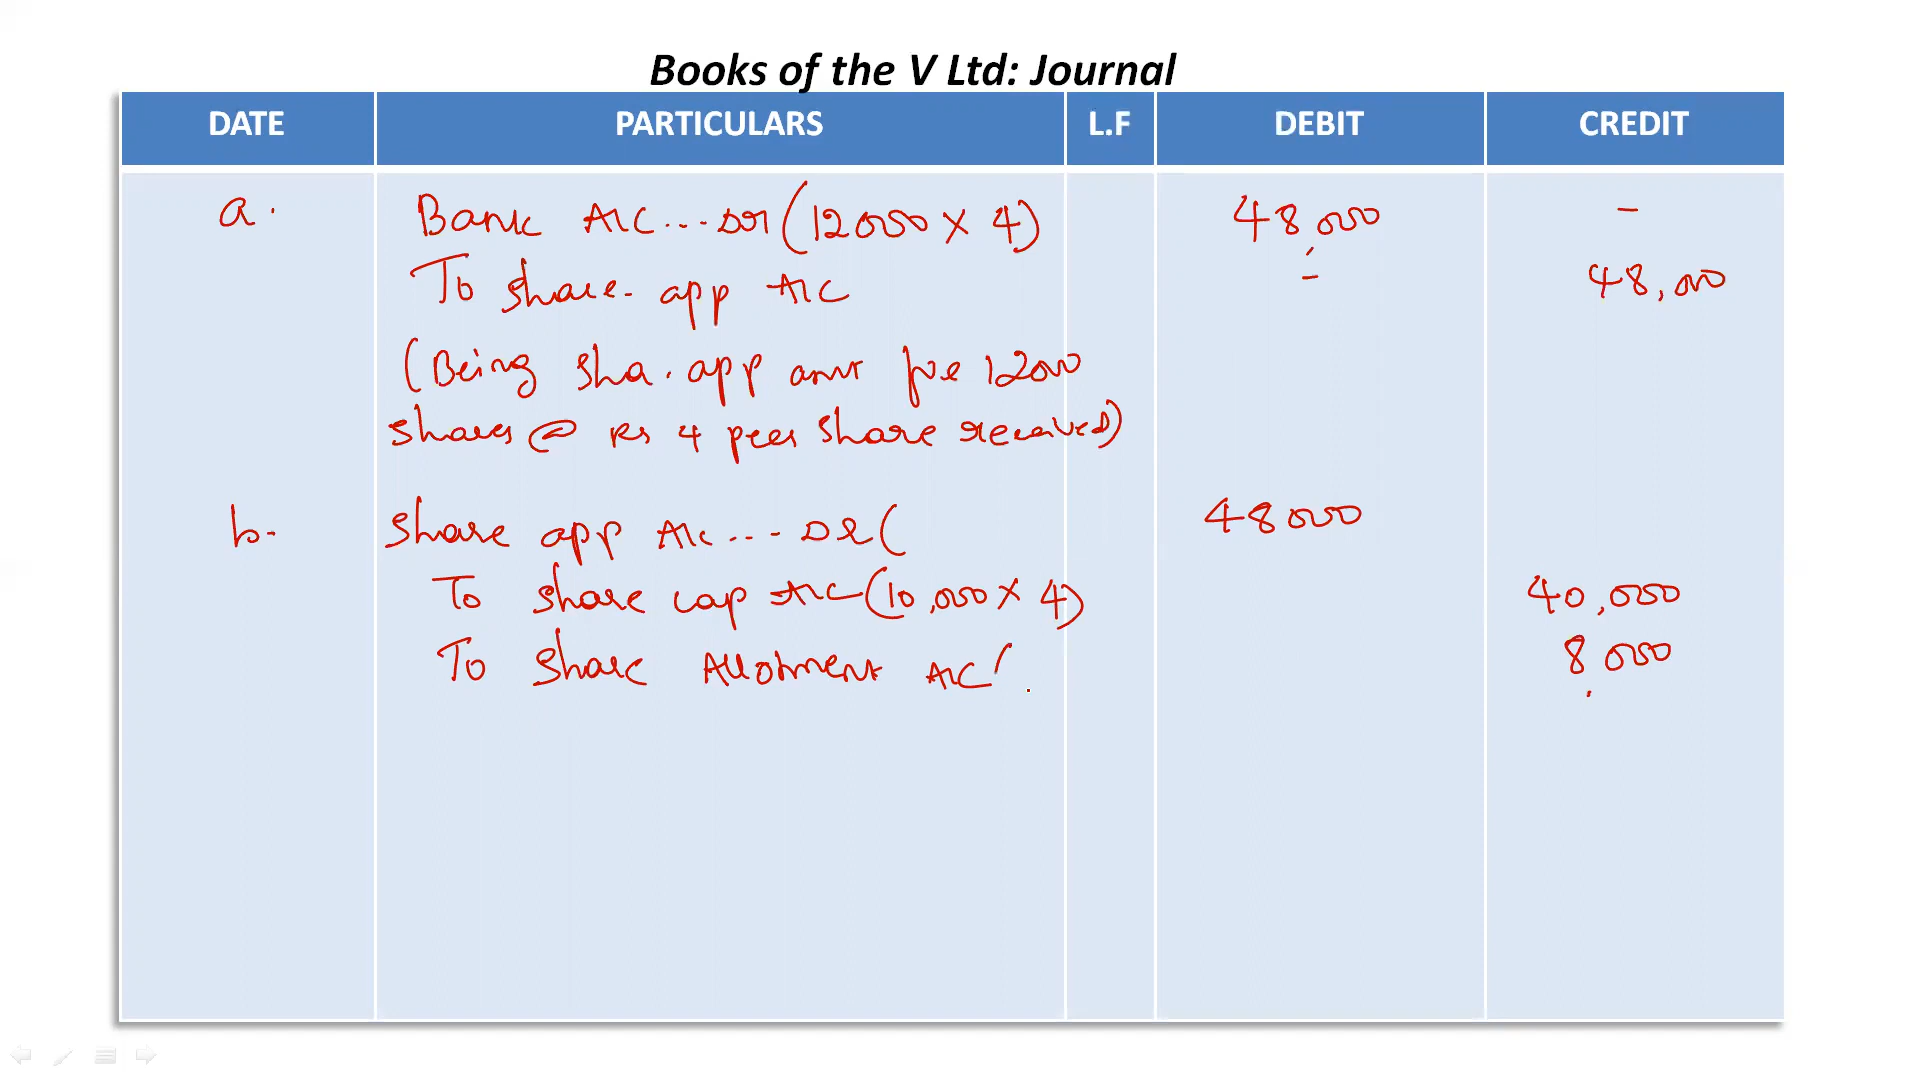 Books of the V Ltd: Journal
DATE PARTICULARS L.F DEBIT CREDIT
a. Bank A/c...Dr (12000 x 4) 48,000 -
To share. app A/c - 48,000
(Being sha. app amt for 12000
shares @ Rs 4 per share received)
b. Share app A/c...Dr ( 48000
To share cap A/c (10,000 x 4) 40,000
To share Allotment A/c ( 8,000